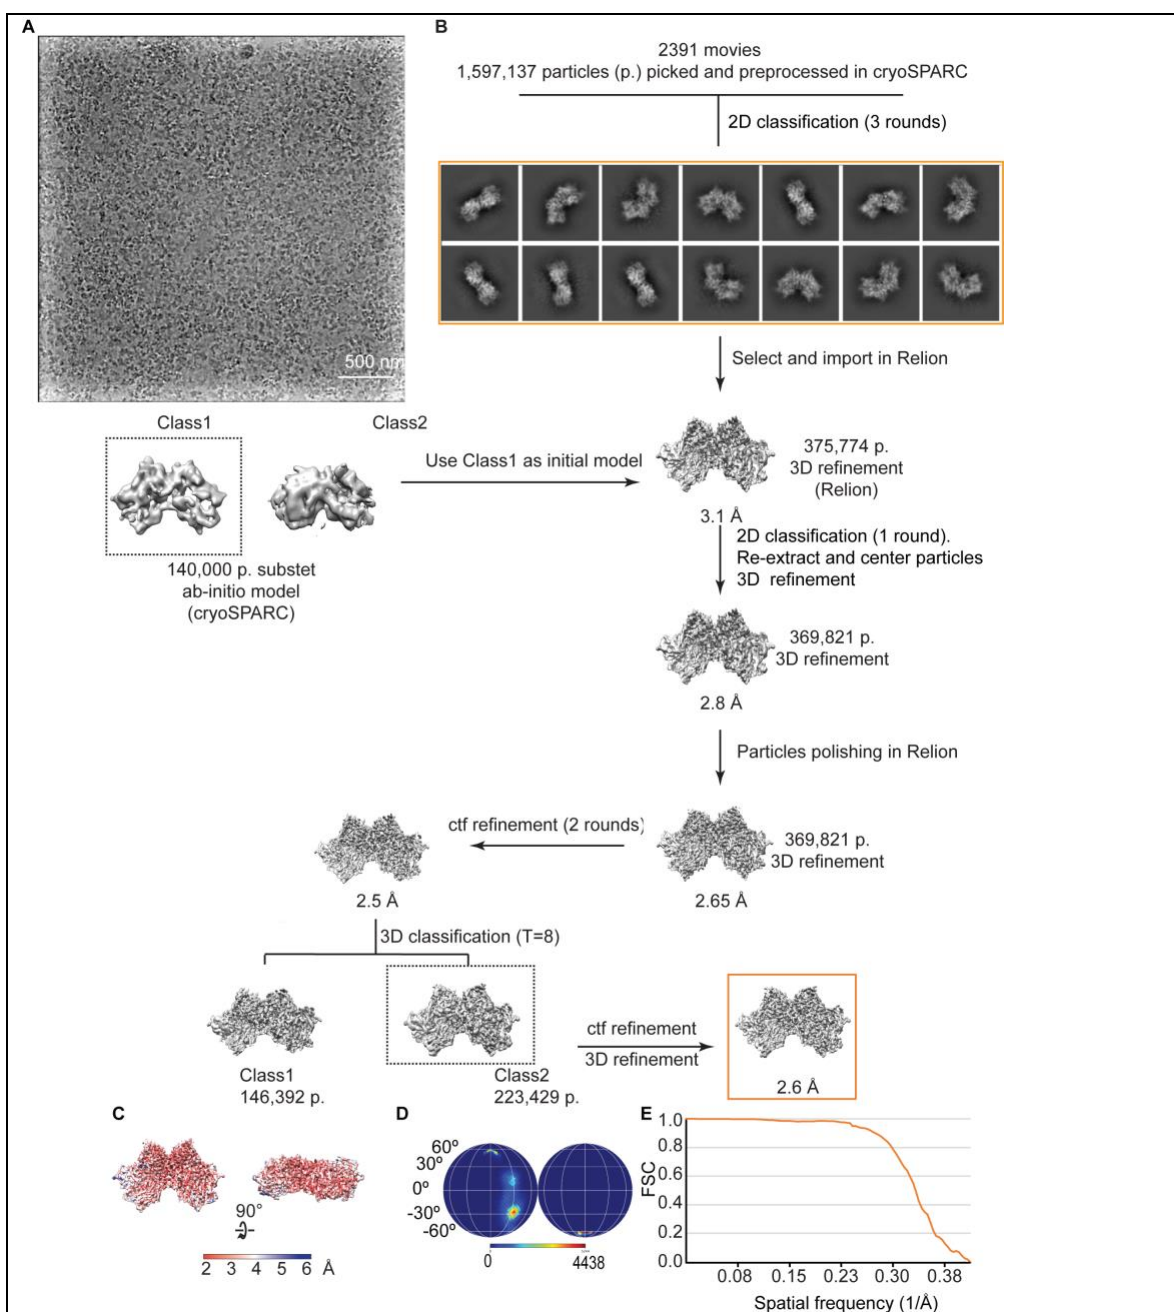 A
500 nm
B
2391 movies
1,597,137 particles (p.) picked and preprocessed in cryoSPARC
2D classification (3 rounds)
Select and import in Relion
Class1
Class2
140,000 p. substet
ab-initio model
(cryoSPARC)
Use Class1 as initial model
375,774 p.
3D refinement
(Relion)
3.1 Å
2D classification (1 round).
Re-extract and center particles
3D refinement
369,821 p.
3D refinement
2.8 Å
Particles polishing in Relion
369,821 p.
3D refinement
2.65 Å
ctf refinement (2 rounds)
2.5 Å
3D classification (T=8)
Class1
146,392 p.
Class2
223,429 p.
ctf refinement
3D refinement
2.6 Å
C
90°
2 3 4 5 6 Å
D
60º
30º
0º
-30º
-60º
0
4438
E
FSC
1.0
0.8
0.6
0.4
0.2
0.0
0.08 0.15 0.23 0.30 0.38
Spatial frequency (1/Å)